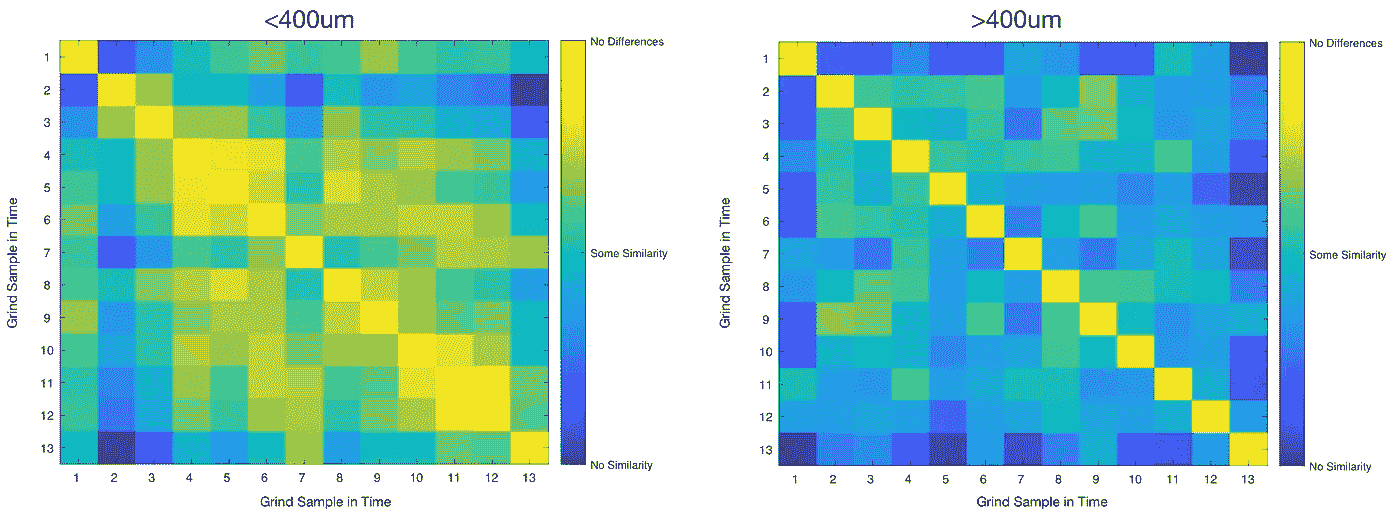 <400um
1
2
3
4
5
6
7
8
9
10
11
12
13
1 2 3 4 5 6 7 8 9 10 11 12 13
Grind Sample in Time
Grind Sample in Time
No Differences
Some Similarity
No Similarity
>400um
1
2
3
4
5
6
7
8
9
10
11
12
13
1 2 3 4 5 6 7 8 9 10 11 12 13
Grind Sample in Time
Grind Sample in Time
No Differences
Some Similarity
No Similarity